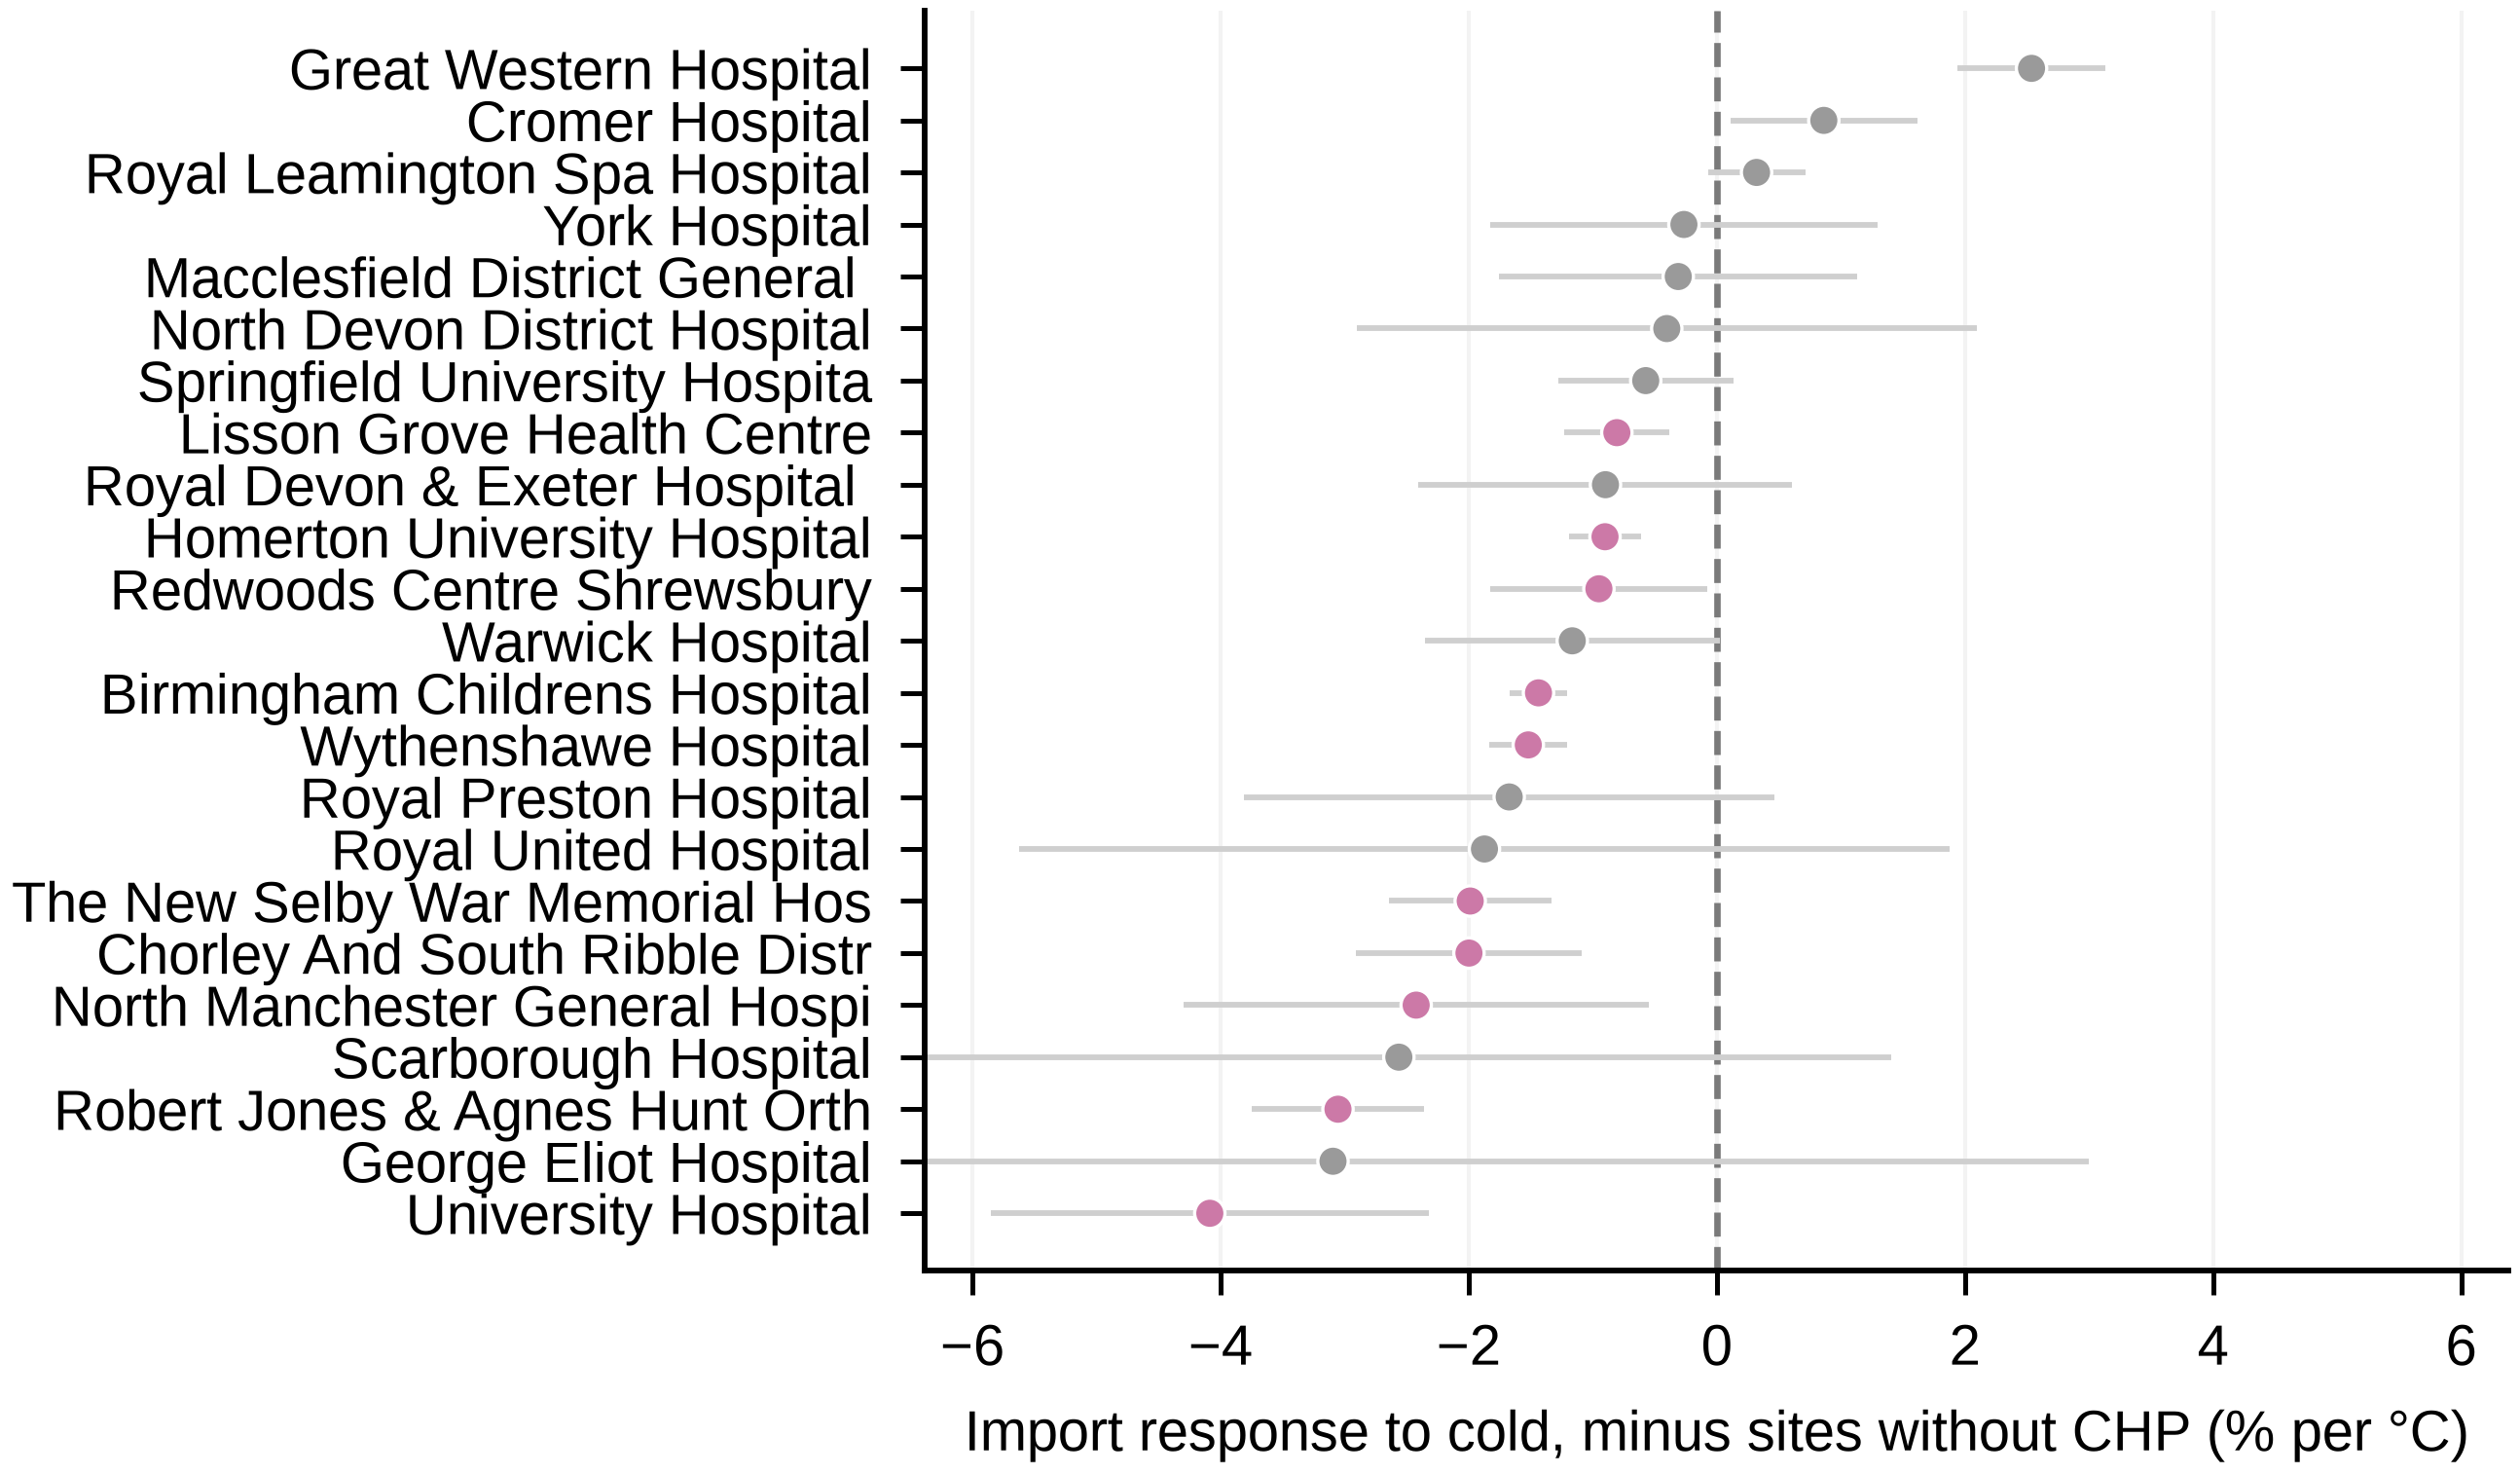 Great Western Hospital
Cromer Hospital
Royal Leamington Spa Hospital
York Hospital
Macclesfield District General
North Devon District Hospital
Springfield University Hospita
Lisson Grove Health Centre
Royal Devon & Exeter Hospital
Homerton University Hospital
Redwoods Centre Shrewsbury
Warwick Hospital
Birmingham Childrens Hospital
Wythenshawe Hospital
Royal Preston Hospital
Royal United Hospital
The New Selby War Memorial Hos
Chorley And South Ribble Distr
North Manchester General Hospi
Scarborough Hospital
Robert Jones & Agnes Hunt Orth
George Eliot Hospital
University Hospital
−6 −4 −2 0 2 4 6
Import response to cold, minus sites without CHP (% per °C)